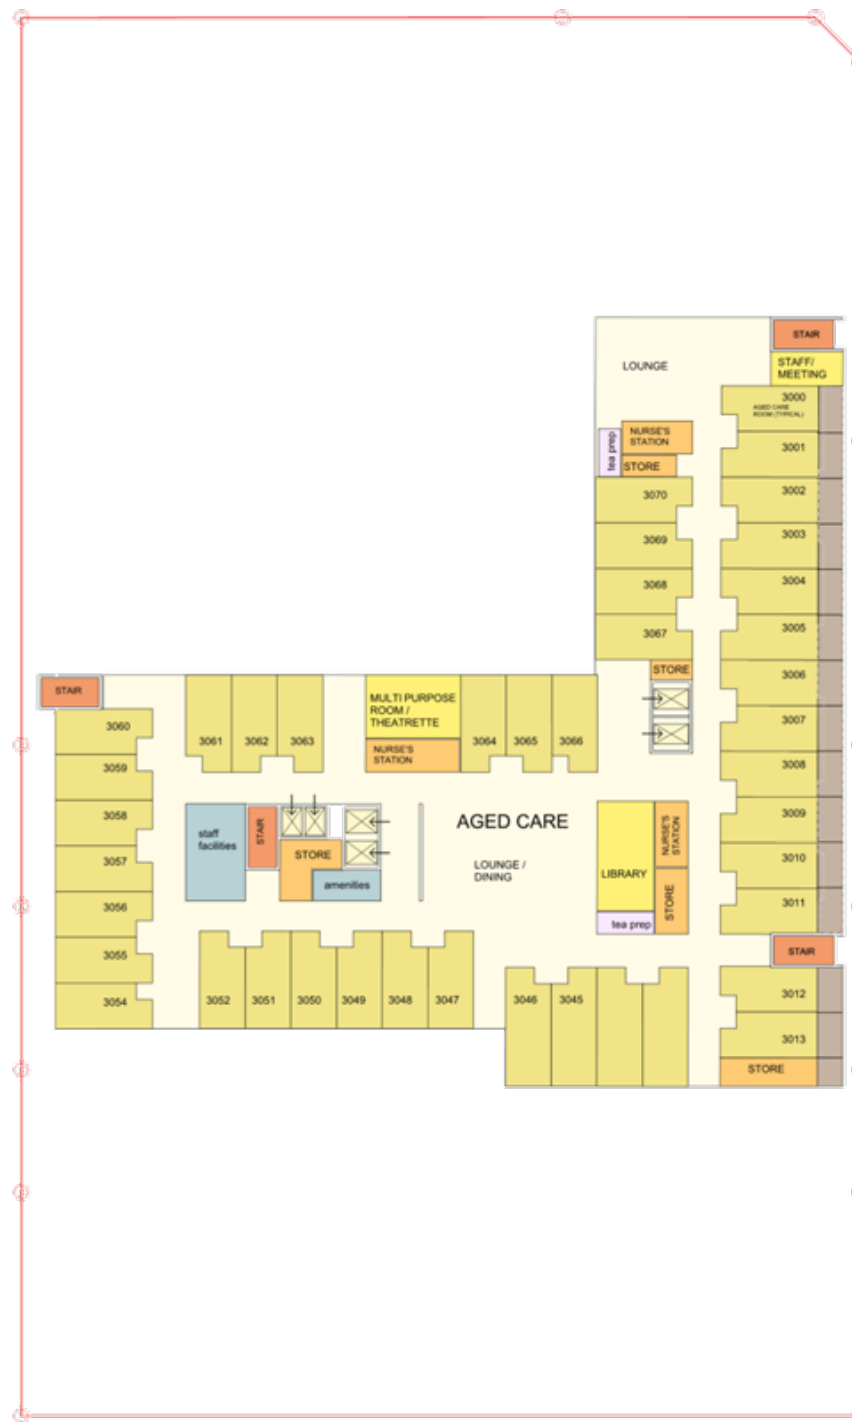 STAIR
LOUNGE
STAFF/
MEETING
3000
AGED CARE
ROOM (TYPICAL)
NURSE'S
STATION
tea prep
STORE
3001
3070
3002
3069
3003
3068
3004
3067
3005
STORE
3006
STAIR
MULTI PURPOSE
ROOM /
THEATRETTE
3060
3061
3062
3063
NURSE'S
STATION
3064
3065
3066
3007
3059
3008
3058
staff
facilities
STAIR
STORE
amenities
AGED CARE
LOUNGE /
DINING
NURSE'S
STATION
LIBRARY
STORE
tea prep
3009
3057
3010
3056
3011
3055
STAIR
3054
3052
3051
3050
3049
3048
3047
3046
3045
3012
3013
STORE